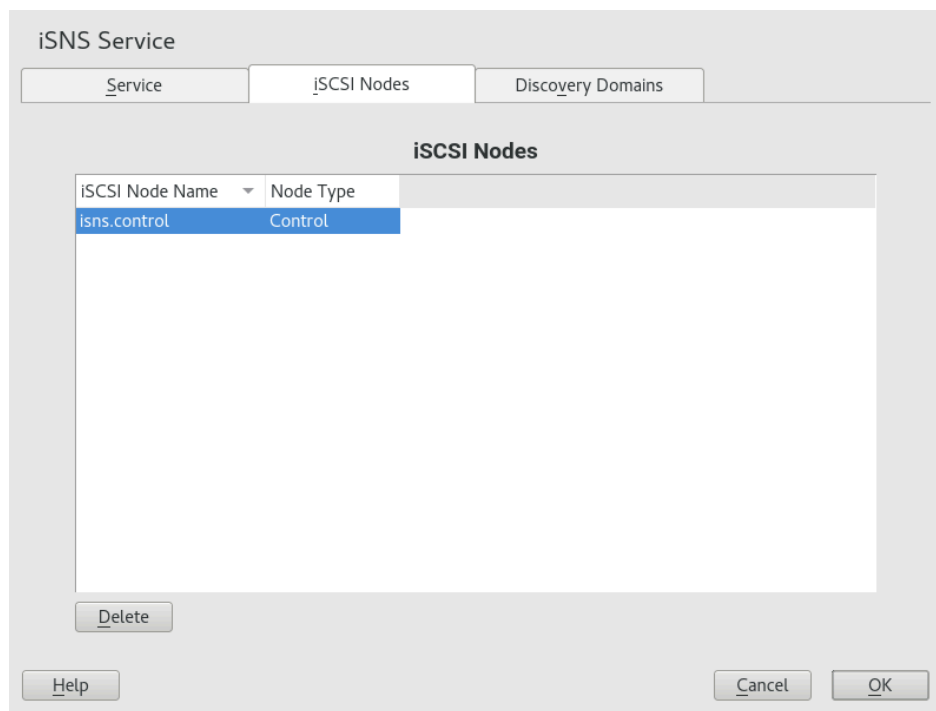 iSNS Service
Service iSCSI Nodes Discovery Domains
iSCSI Nodes
iSCSI Node Name Node Type
isns.control Control
Delete
Help Cancel OK